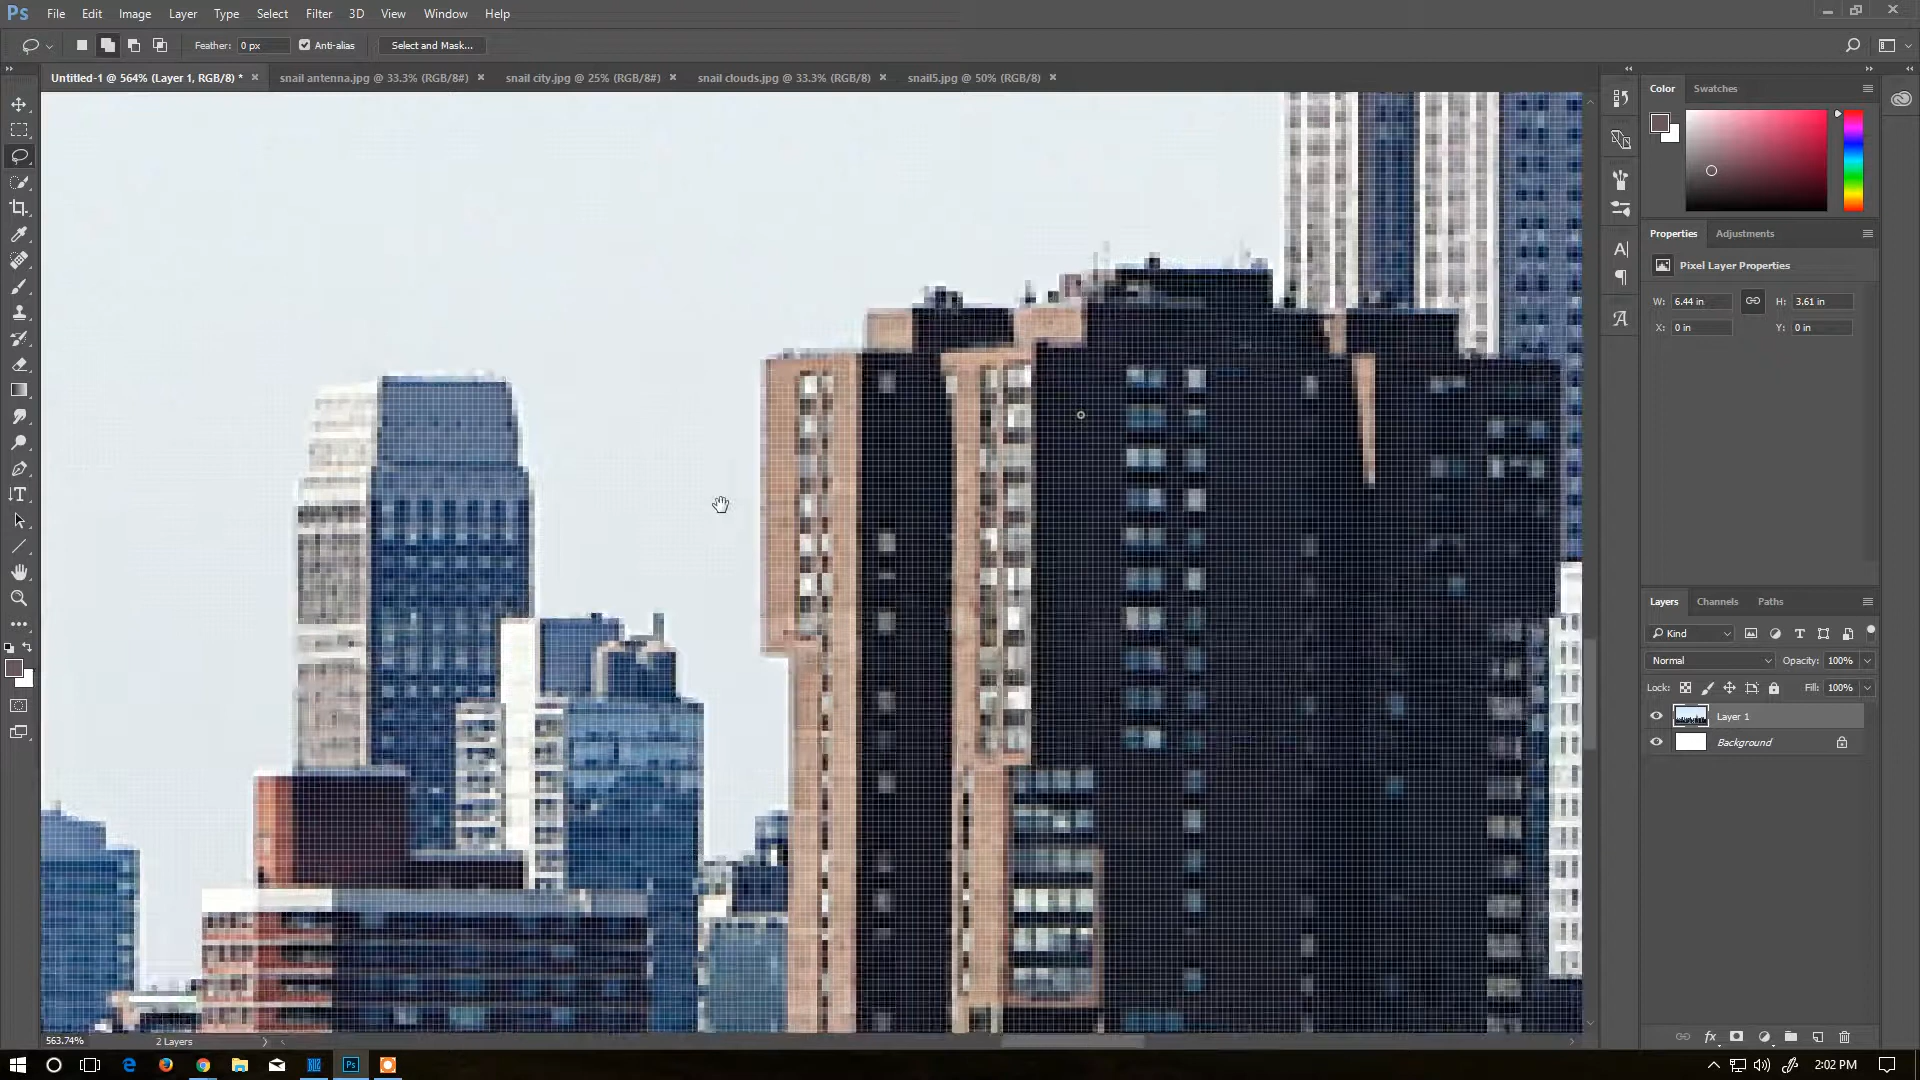 Ps File Edit Image Layer Type Select Filter 3D View Window Help
Feather: 0 px Anti-alias Select and Mask...
Untitled-1 @ 564% (Layer 1, RGB/8) * × snail antenna.jpg @ 33.3% (RGB/8#) × snail city.jpg @ 25% (RGB/8#) × snail clouds.jpg @ 33.3% (RGB/8) × snail5.jpg @ 50% (RGB/8) ×
Color Swatches
Properties Adjustments
Pixel Layer Properties
W: 6.44 in H: 3.61 in
X: 0 in Y: 0 in
Layers Channels Paths
Kind
Normal Opacity: 100%
Lock: Fill: 100%
Layer 1
Background
563.74% 2 Layers
fx
Ps 2:02 PM